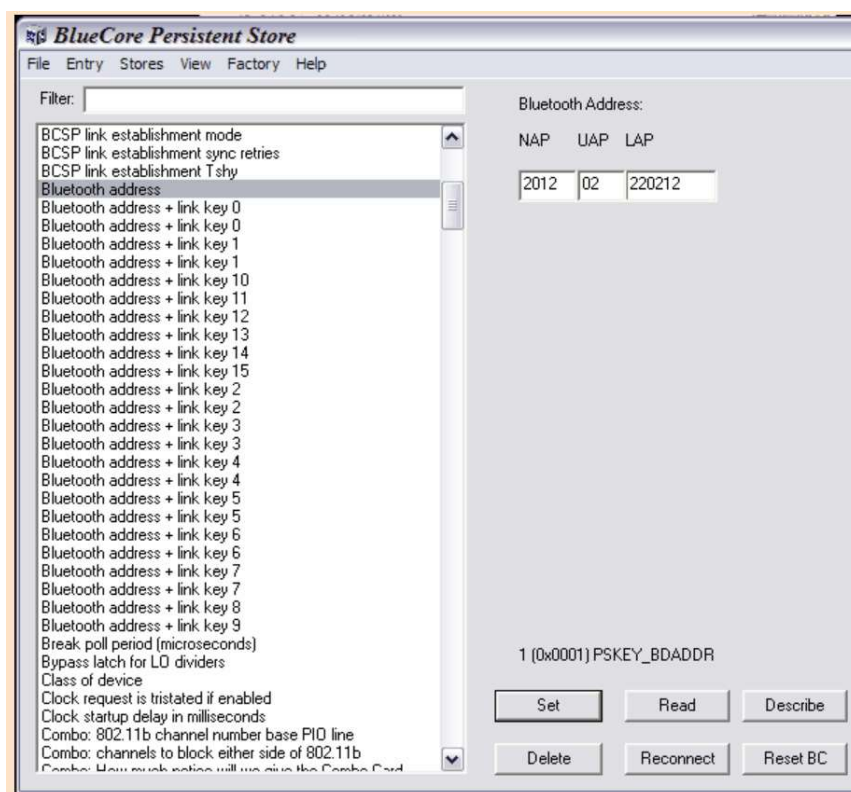 BlueCore Persistent Store
File Entry Stores View Factory Help
Filter:
BCSP link establishment mode
BCSP link establishment sync retries
BCSP link establishment Tshy
Bluetooth address
Bluetooth address + link key 0
Bluetooth address + link key 0
Bluetooth address + link key 1
Bluetooth address + link key 1
Bluetooth address + link key 10
Bluetooth address + link key 11
Bluetooth address + link key 12
Bluetooth address + link key 13
Bluetooth address + link key 14
Bluetooth address + link key 15
Bluetooth address + link key 2
Bluetooth address + link key 2
Bluetooth address + link key 3
Bluetooth address + link key 3
Bluetooth address + link key 4
Bluetooth address + link key 4
Bluetooth address + link key 5
Bluetooth address + link key 5
Bluetooth address + link key 6
Bluetooth address + link key 6
Bluetooth address + link key 7
Bluetooth address + link key 7
Bluetooth address + link key 8
Bluetooth address + link key 9
Break poll period (microseconds)
Bypass latch for LO dividers
Class of device
Clock request is tristated if enabled
Clock startup delay in milliseconds
Combo: 802.11b channel number base PIO line
Combo: channels to block either side of 802.11b
Combo: How much notice will we give the Combo Card
Bluetooth Address:
NAP UAP LAP
2012 02 220212
1 (0x0001) PSKEY_BDADDR
Set Read Describe
Delete Reconnect Reset BC